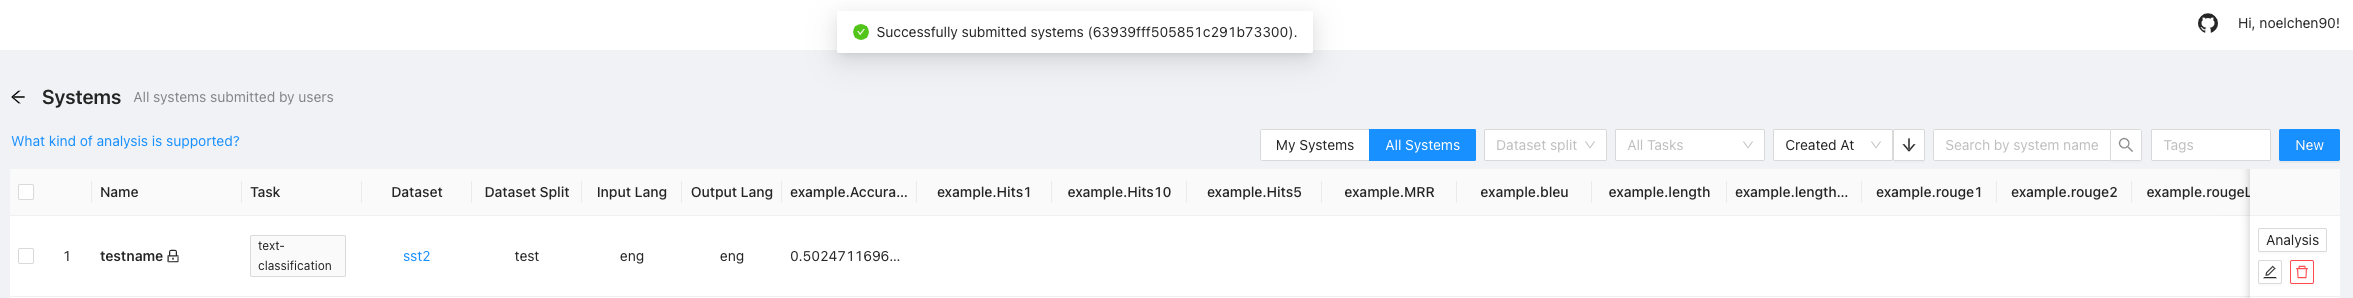 Successfully submitted systems (63939fff505851c291b73300).
Hi, noelchen90!
Systems All systems submitted by users
What kind of analysis is supported?
My Systems All Systems Dataset split All Tasks Created At Search by system name Tags New
Name Task Dataset Dataset Split Input Lang Output Lang example.Accura... example.Hits1 example.Hits10 example.Hits5 example.MRR example.bleu example.length example.length... example.rouge1 example.rouge2 example.rougeL
1 testname text-classification sst2 test eng eng 0.5024711696... Analysis